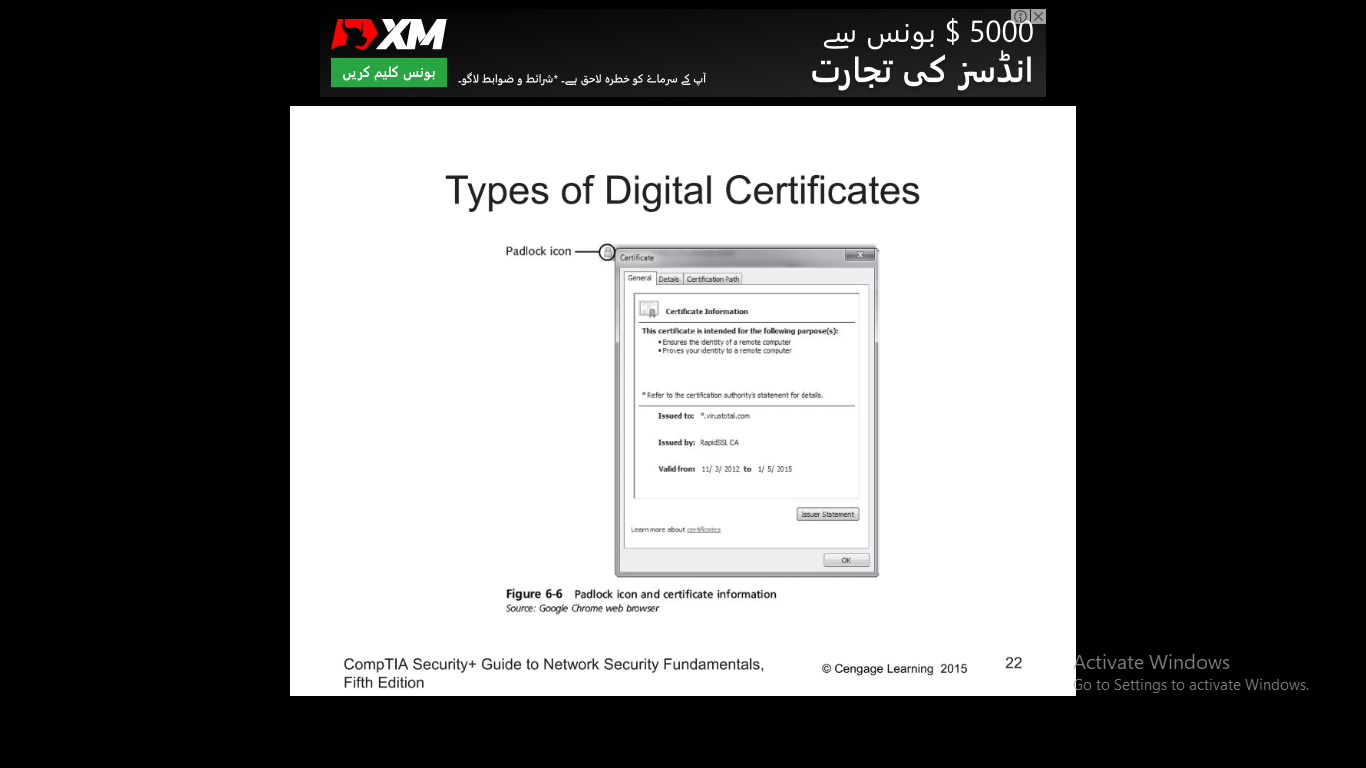 XM
5000 $ بونس سے
انڈسز کی تجارت
بونس کلیم کریں
آپ کے سرمائے کو خطرہ لاحق ہے۔ *شرائط و ضوابط لاگو۔
Types of Digital Certificates
Padlock icon
Certificate
General Details Certification Path
Certificate Information
This certificate is intended for the following purpose(s):
• Ensures the identity of a remote computer
• Proves your identity to a remote computer
* Refer to the certification authority's statement for details.
Issued to: *.virustotal.com
Issued by: RapidSSL CA
Valid from 11/ 3/ 2012 to 1/ 5/ 2015
Issuer Statement
Learn more about certificates
OK
Figure 6-6 Padlock icon and certificate information
Source: Google Chrome web browser
CompTIA Security+ Guide to Network Security Fundamentals,
Fifth Edition
© Cengage Learning 2015
22
Activate Windows
Go to Settings to activate Windows.